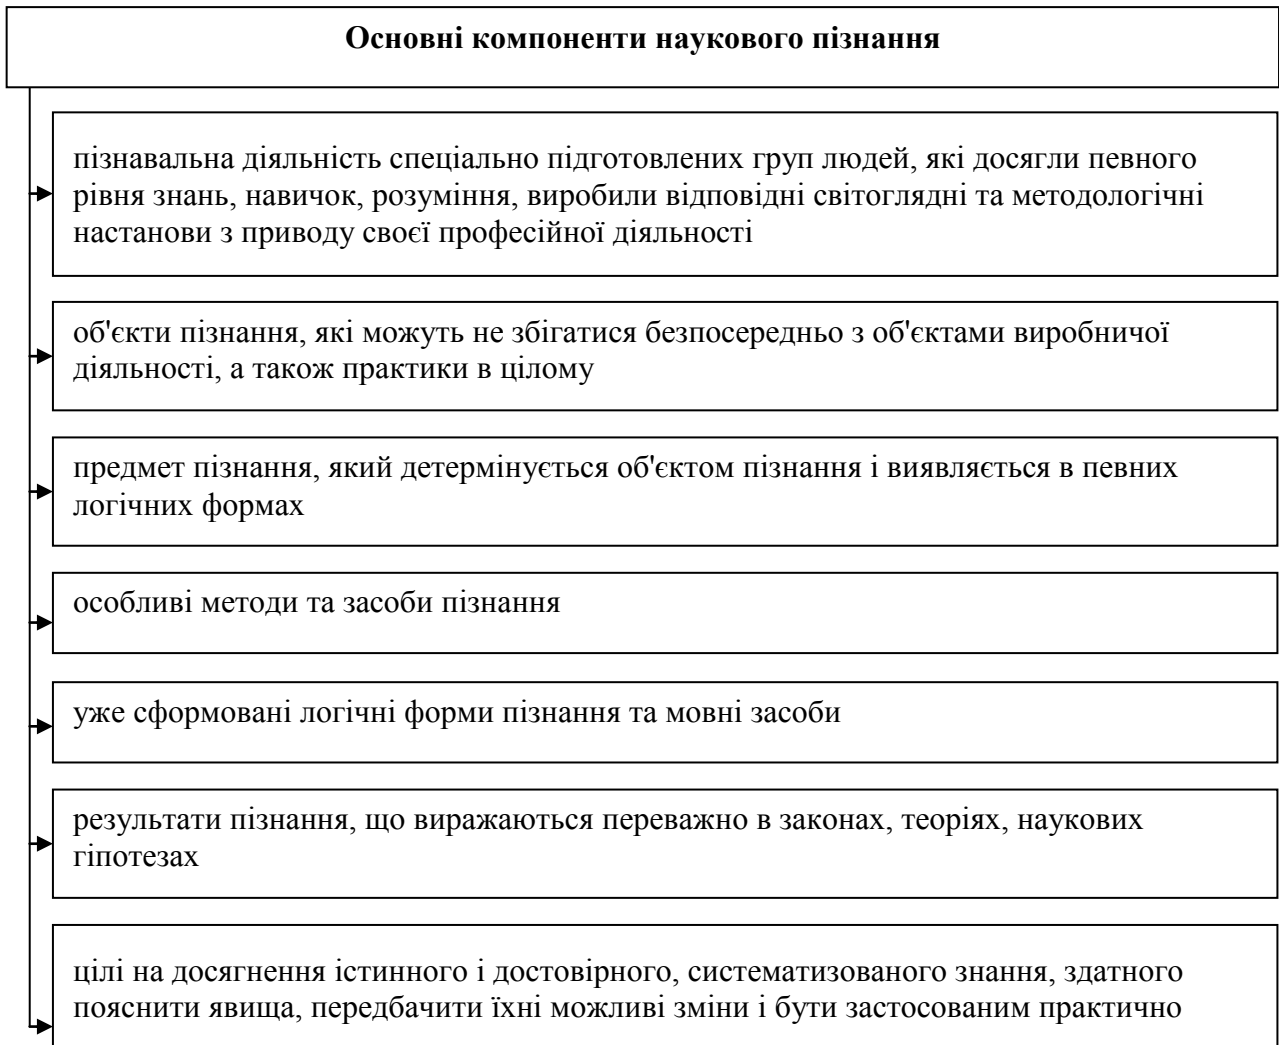 Основні компоненти наукового пізнання
пізнавальна діяльність спеціально підготовлених груп людей, які досягли певного
рівня знань, навичок, розуміння, виробили відповідні світоглядні та методологічні
настанови з приводу своєї професійної діяльності
об'єкти пізнання, які можуть не збігатися безпосередньо з об'єктами виробничої
діяльності, а також практики в цілому
предмет пізнання, який детермінується об'єктом пізнання і виявляється в певних
логічних формах
особливі методи та засоби пізнання
уже сформовані логічні форми пізнання та мовні засоби
результати пізнання, що виражаються переважно в законах, теоріях, наукових
гіпотезах
цілі на досягнення істинного і достовірного, систематизованого знання, здатного
пояснити явища, передбачити їхні можливі зміни і бути застосованим практично